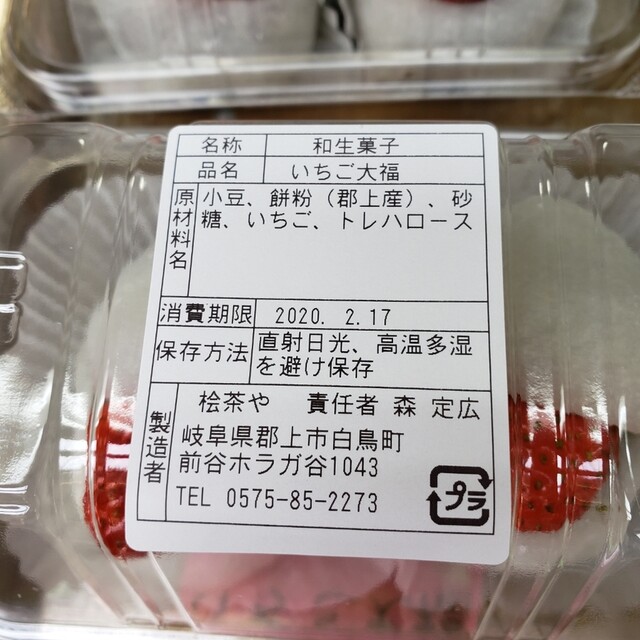 名称 和生菓子
品名 いちご大福
原材料名 小豆、餅粉（郡上産）、砂
糖、いちご、トレハロース
消費期限 2020. 2.17
保存方法 直射日光、高温多湿
を避け保存
製造者 桧茶や 責任者 森 定広
岐阜県郡上市白鳥町
前谷ホラガ谷1043
TEL 0575-85-2273
プラ